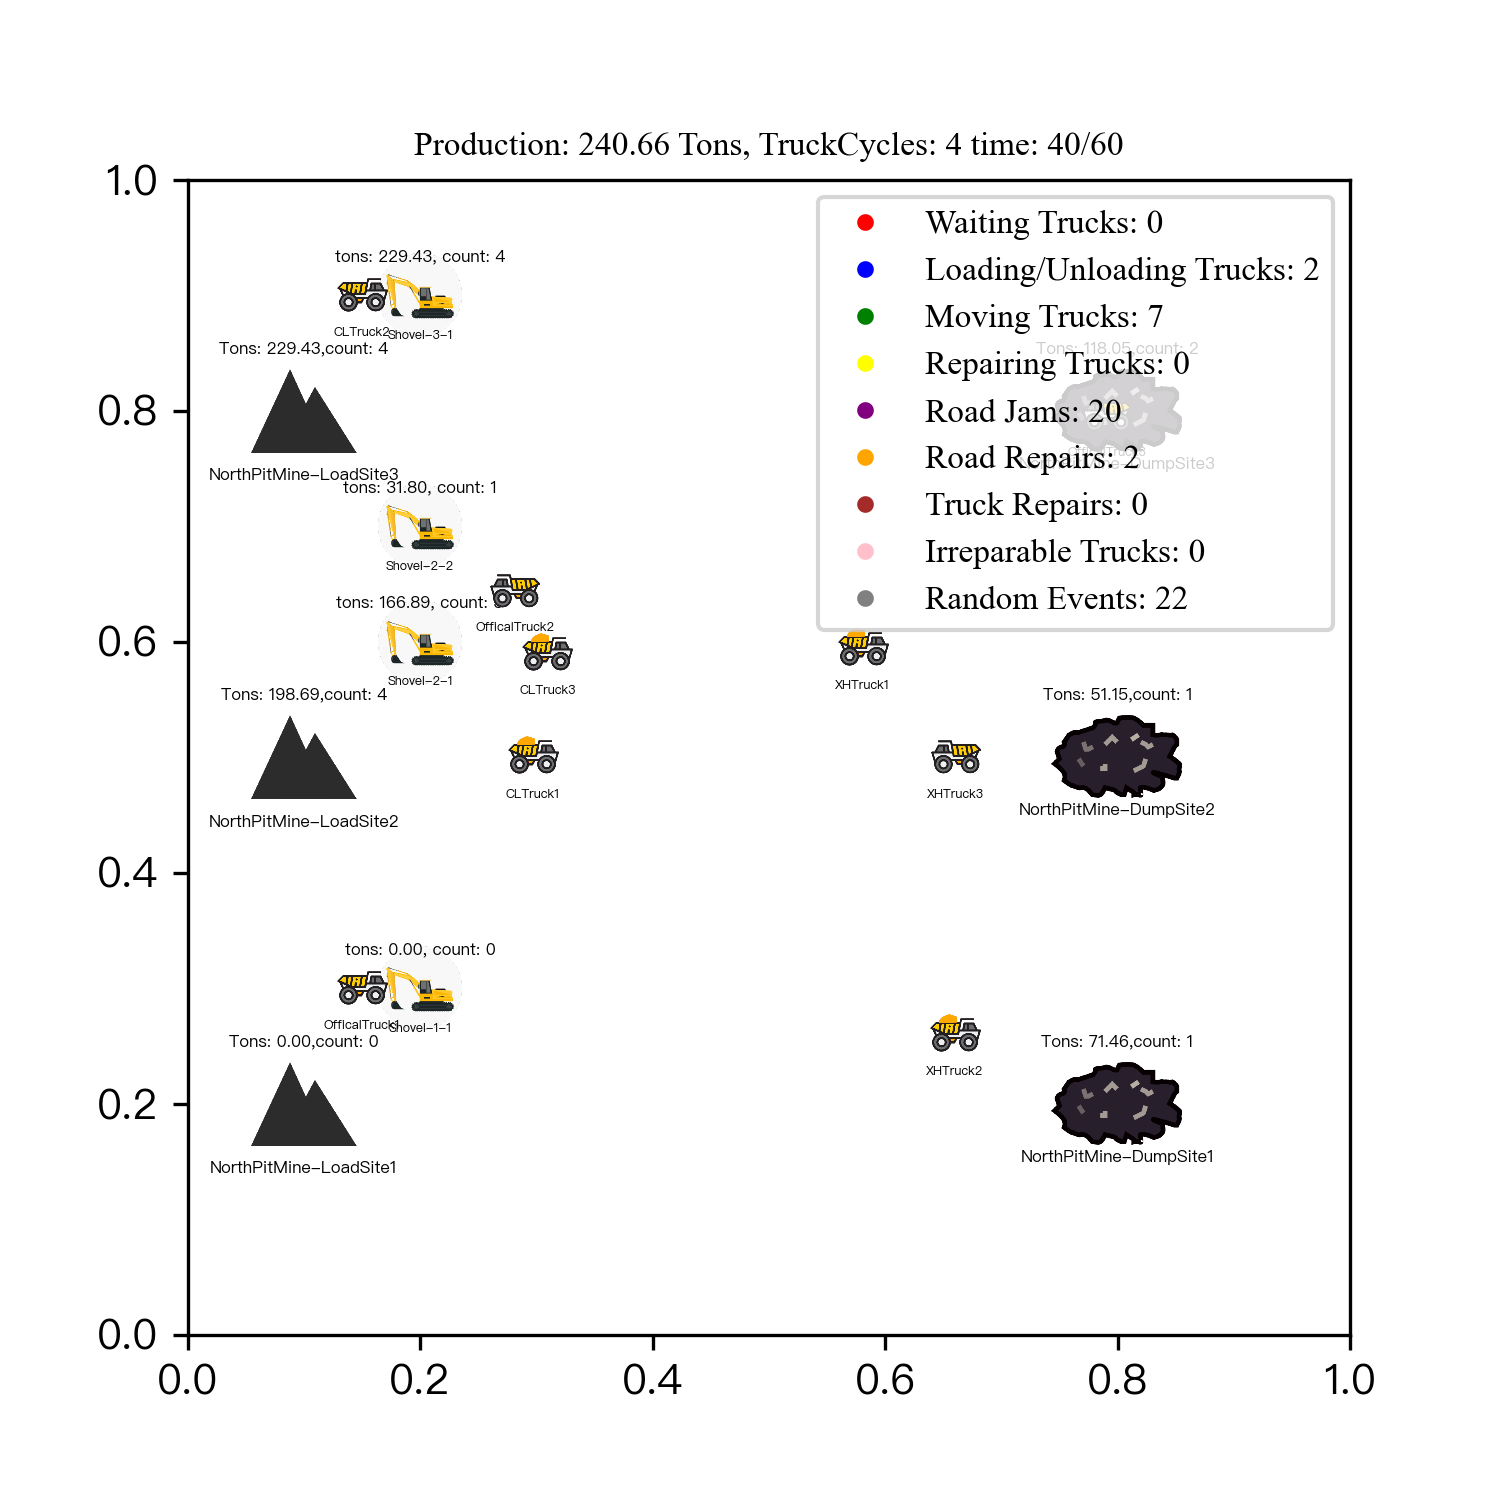 Production: 240.66 Tons, TruckCycles: 4 time: 40/60
1.0
0.8
0.6
0.4
0.2
0.0
0.0
0.2
0.4
0.6
0.8
1.0
Waiting Trucks: 0
Loading/Unloading Trucks: 2
Moving Trucks: 7
Repairing Trucks: 0
Road Jams: 20
Road Repairs: 2
Truck Repairs: 0
Irreparable Trucks: 0
Random Events: 22
tons: 229.43, count: 4
CLTruck2
Shovel-3-1
Tons: 229.43,count: 4
NorthPitMine-LoadSite3
Tons: 118.05,count: 2
DumpSite3
tons: 31.80, count: 1
Shovel-2-2
OfficalTruck2
tons: 166.89, count:
Shovel-2-1
CLTruck3
XHTruck1
Tons: 198.69,count: 4
NorthPitMine-LoadSite2
CLTruck1
XHTruck3
Tons: 51.15,count: 1
NorthPitMine-DumpSite2
tons: 0.00, count: 0
OfficalTruck1
Shovel-1-1
Tons: 0.00,count: 0
NorthPitMine-LoadSite1
XHTruck2
Tons: 71.46,count: 1
NorthPitMine-DumpSite1